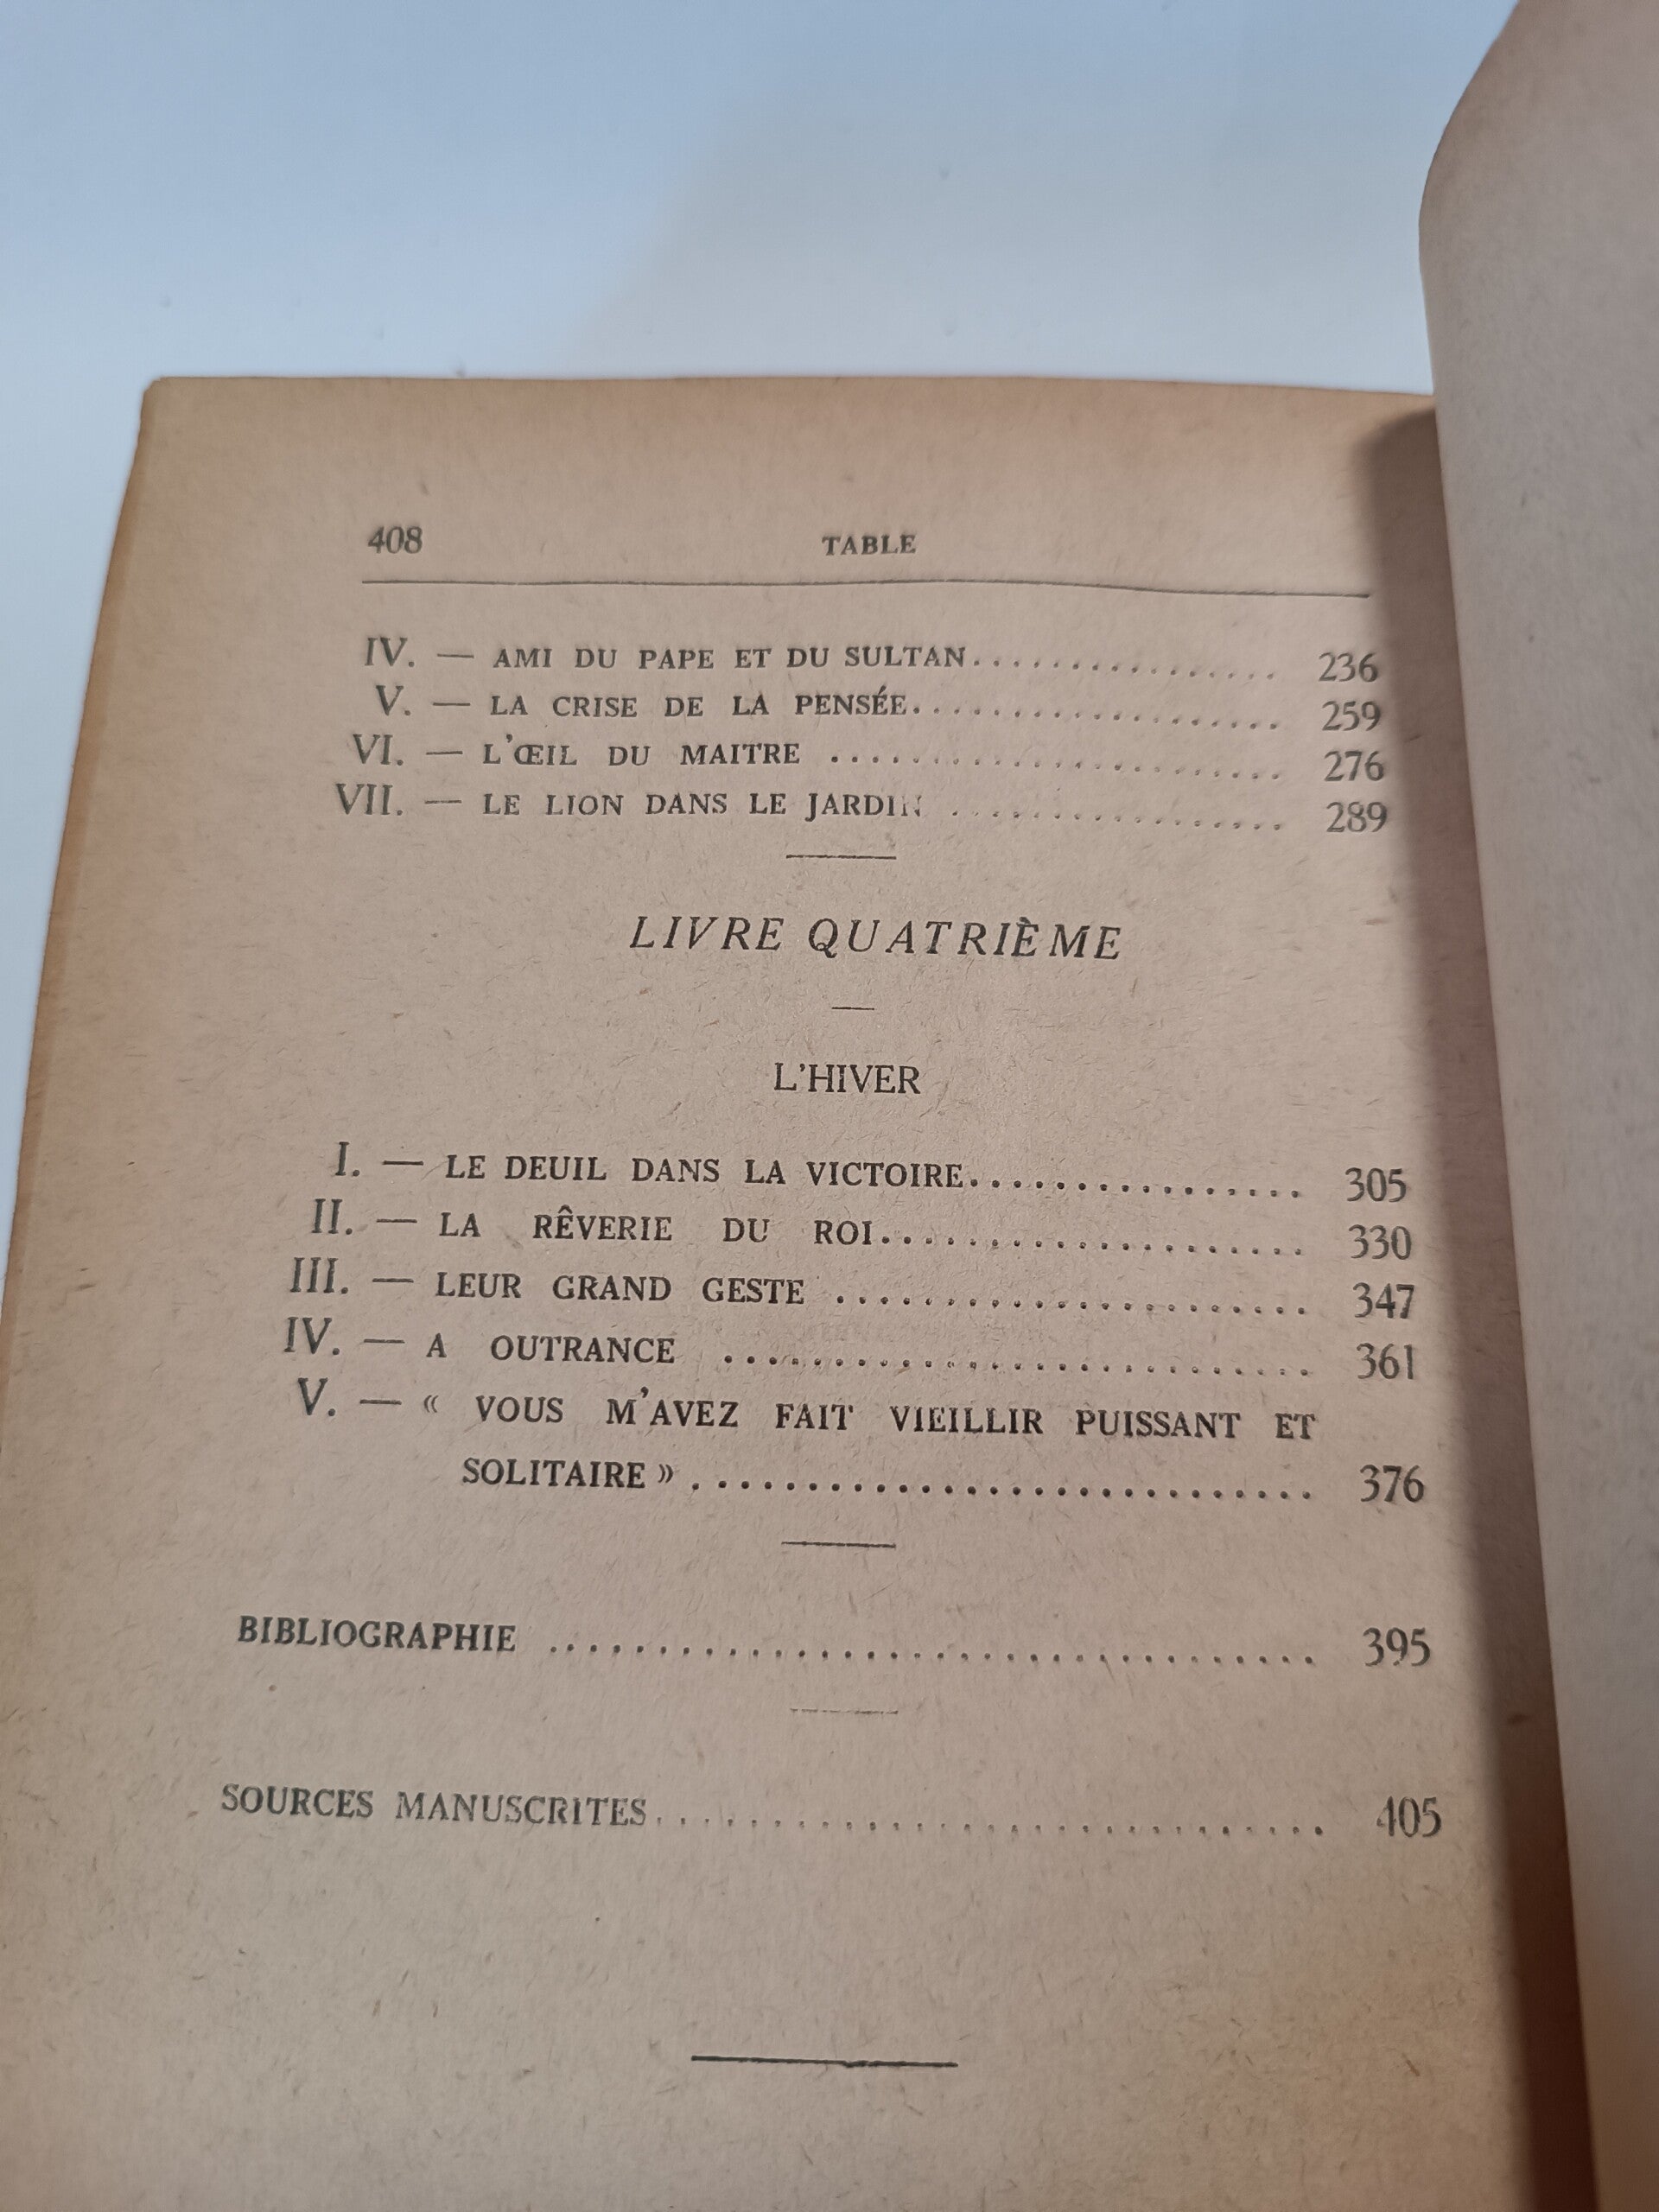 408 TABLE
IV. — AMI DU PAPE ET DU SULTAN................ 236
V. — LA CRISE DE LA PENSÉE.................... 259
VI. — L'ŒIL DU MAITRE ........................ 276
VII. — LE LION DANS LE JARDIN ................. 289
LIVRE QUATRIÈME
L'HIVER
I. — LE DEUIL DANS LA VICTOIRE................. 305
II. — LA RÊVERIE DU ROI..................... 330
III. — LEUR GRAND GESTE ...................... 347
IV. — A OUTRANCE ........................... 361
V. — « VOUS M'AVEZ FAIT VIEILLIR PUISSANT ET
SOLITAIRE » ............................ 376
BIBLIOGRAPHIE .................................. 395
SOURCES MANUSCRITES............................. 405